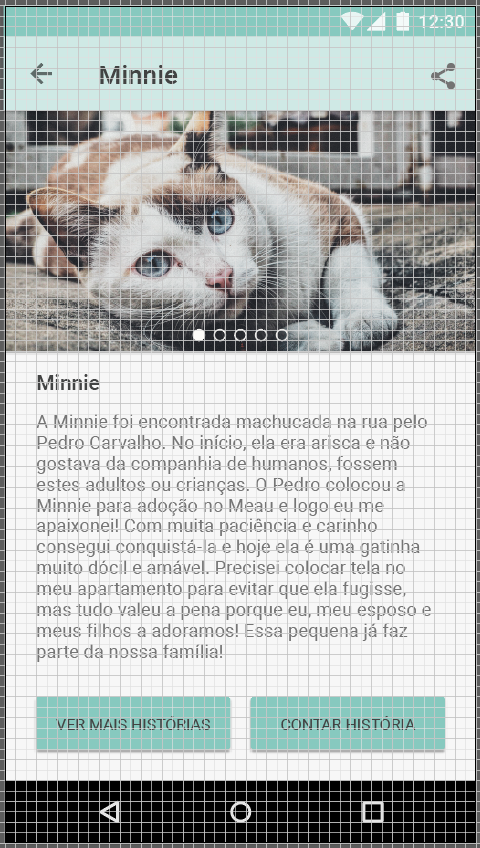 12:30
Minnie
Minnie
A Minnie foi encontrada machucada na rua pelo
Pedro Carvalho. No início, ela era arisca e não
gostava da companhia de humanos, fossem
estes adultos ou crianças. O Pedro colocou a
Minnie para adoção no Meau e logo eu me
apaixonei! Com muita paciência e carinho
consegui conquistá-la e hoje ela é uma gatinha
muito dócil e amável. Precisei colocar tela no
meu apartamento para evitar que ela fugisse,
mas tudo valeu a pena porque eu, meu esposo e
meus filhos a adoramos! Essa pequena já faz
parte da nossa família!
VER MAIS HISTÓRIAS
CONTAR HISTÓRIA